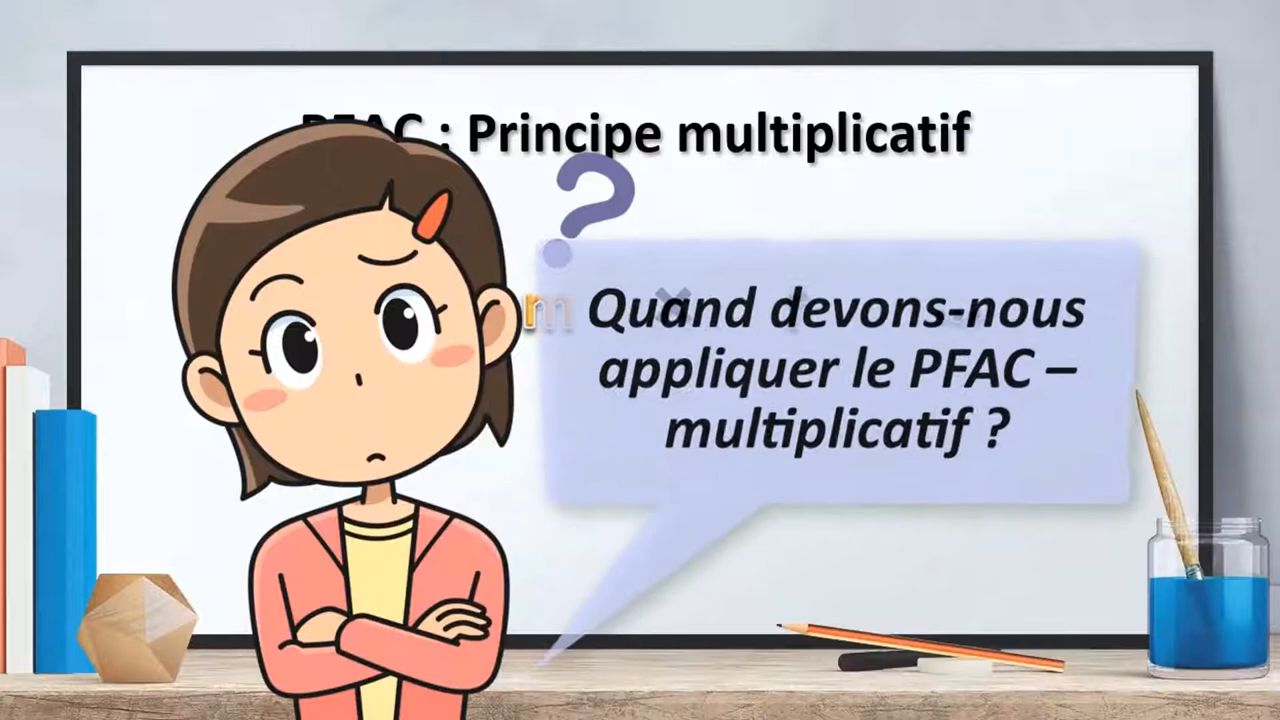 PFAC : Principe multiplicatif
?
m × n
Quand devons-nous
appliquer le PFAC –
multiplicatif ?